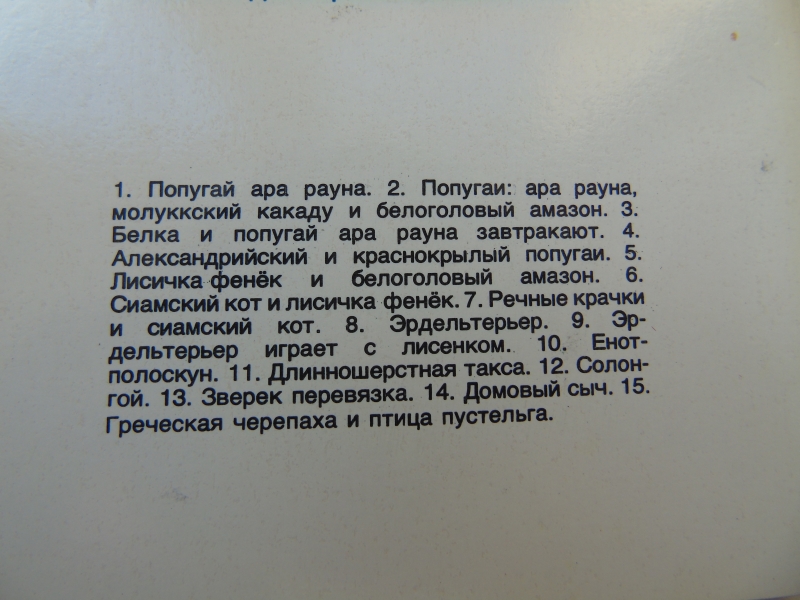 1. Попугай ара рауна. 2. Попугаи: ара рауна,
молуккский какаду и белоголовый амазон. 3.
Белка и попугай ара рауна завтракают. 4.
Александрийский и краснокрылый попугаи. 5.
Лисичка фенёк и белоголовый амазон. 6.
Сиамский кот и лисичка фенёк. 7. Речные крачки
и сиамский кот. 8. Эрдельтерьер. 9. Эр-
дельтерьер играет с лисенком. 10. Енот-
полоскун. 11. Длинношерстная такса. 12. Солон-
гой. 13. Зверек перевязка. 14. Домовый сыч. 15.
Греческая черепаха и птица пустельга.